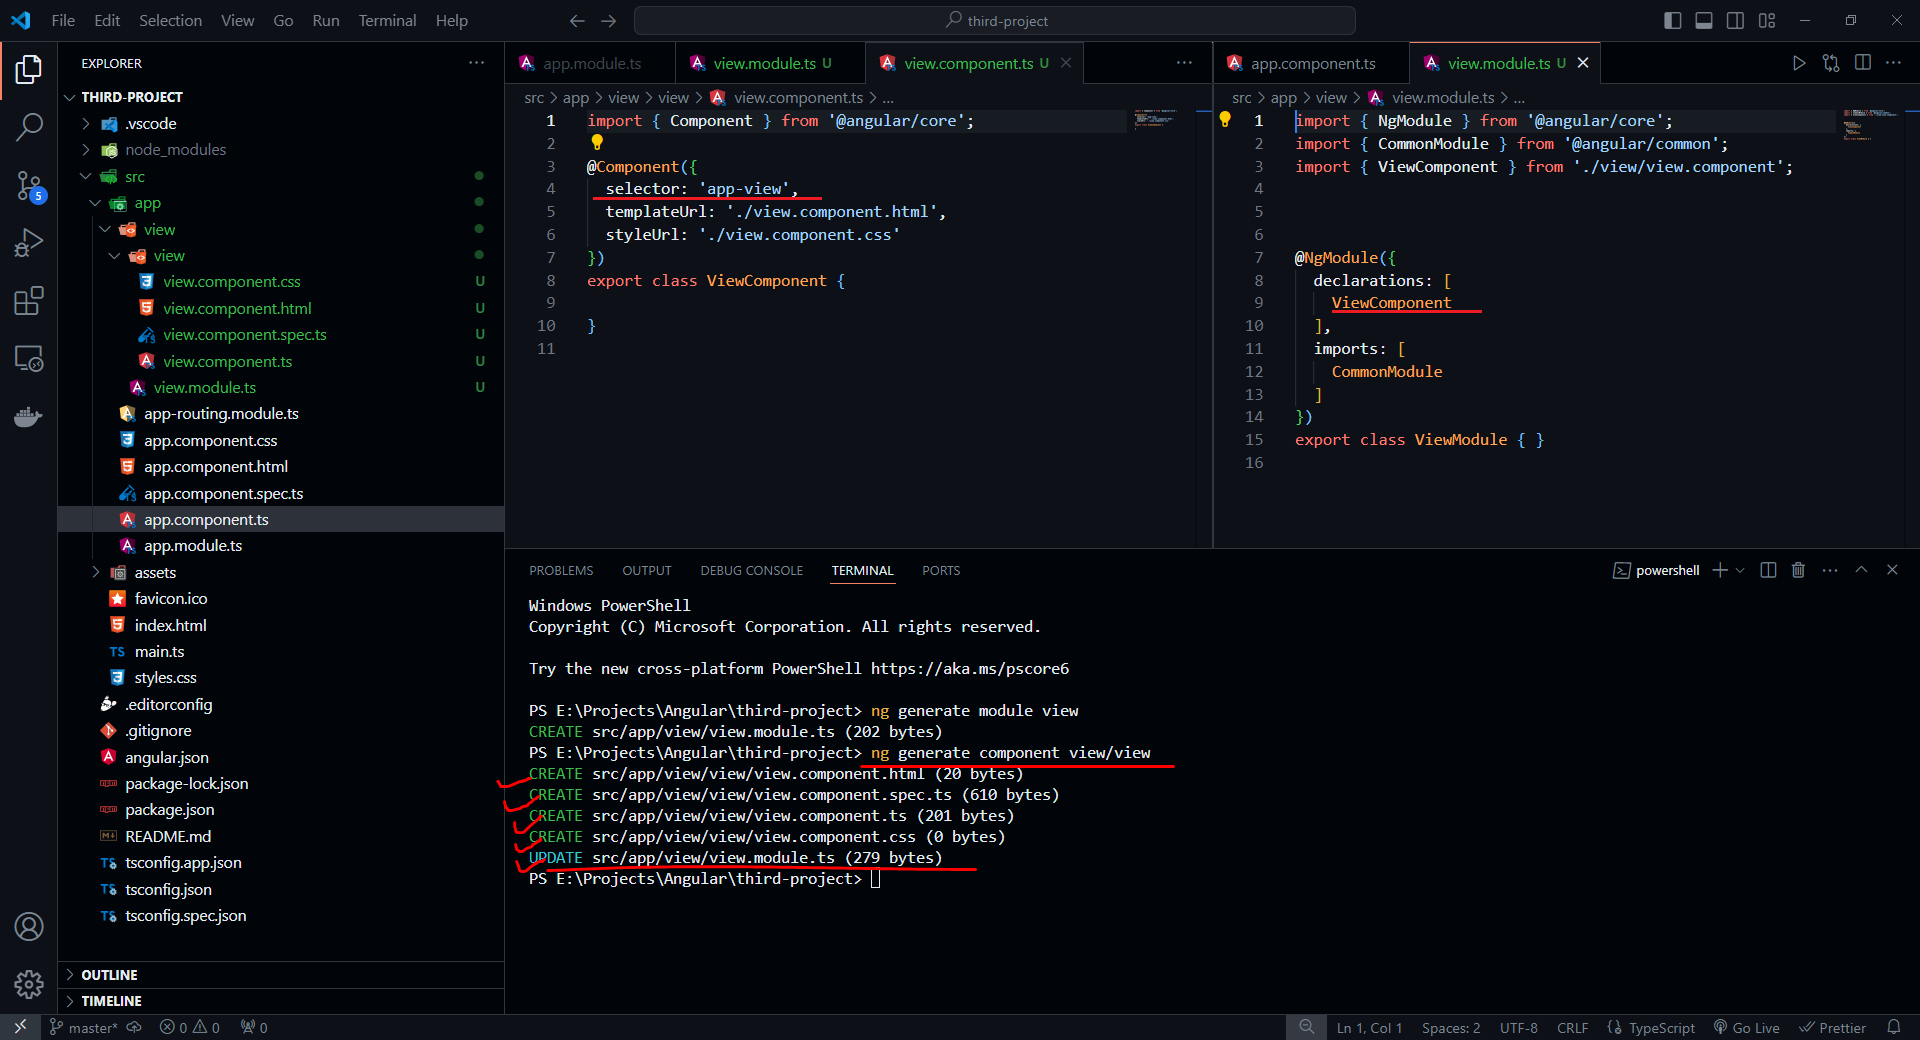 File Edit Selection View Go Run Terminal Help
third-project
EXPLORER
THIRD-PROJECT
.vscode
node_modules
src
app
view
view
view.component.css U
view.component.html U
view.component.spec.ts U
view.component.ts U
view.module.ts U
app-routing.module.ts
app.component.css
app.component.html
app.component.spec.ts
app.component.ts
app.module.ts
assets
favicon.ico
index.html
TS main.ts
styles.css
.editorconfig
.gitignore
angular.json
package-lock.json
package.json
README.md
TS tsconfig.app.json
TS tsconfig.json
TS tsconfig.spec.json
OUTLINE
TIMELINE
5
app.module.ts view.module.ts U view.component.ts U
src > app > view > view > view.component.ts > ...
1 import { Component } from '@angular/core';
2
3 @Component({
4 selector: 'app-view',
5 templateUrl: './view.component.html',
6 styleUrl: './view.component.css'
7 })
8 export class ViewComponent {
9
10 }
11
app.component.ts view.module.ts U
src > app > view > view.module.ts > ...
1 import { NgModule } from '@angular/core';
2 import { CommonModule } from '@angular/common';
3 import { ViewComponent } from './view/view.component';
4
5
6
7 @NgModule({
8 declarations: [
9 ViewComponent
10 ],
11 imports: [
12 CommonModule
13 ]
14 })
15 export class ViewModule { }
16
PROBLEMS OUTPUT DEBUG CONSOLE TERMINAL PORTS
powershell
Windows PowerShell
Copyright (C) Microsoft Corporation. All rights reserved.
Try the new cross-platform PowerShell https://aka.ms/pscore6
PS E:\Projects\Angular\third-project> ng generate module view
CREATE src/app/view/view.module.ts (202 bytes)
PS E:\Projects\Angular\third-project> ng generate component view/view
CREATE src/app/view/view/view.component.html (20 bytes)
CREATE src/app/view/view/view.component.spec.ts (610 bytes)
CREATE src/app/view/view/view.component.ts (201 bytes)
CREATE src/app/view/view/view.component.css (0 bytes)
UPDATE src/app/view/view.module.ts (279 bytes)
PS E:\Projects\Angular\third-project>
master* 0 0 0
Ln 1, Col 1 Spaces: 2 UTF-8 CRLF {} TypeScript Go Live Prettier